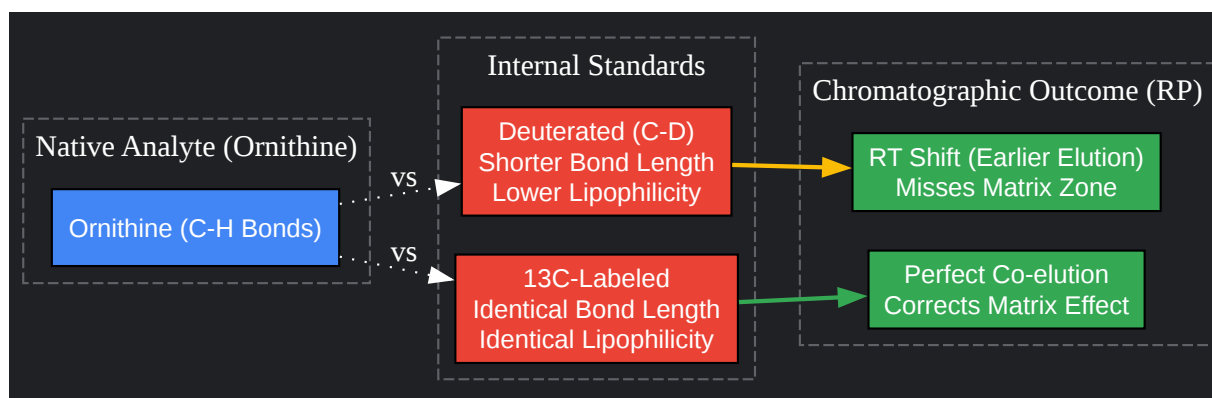 Native Analyte (Ornithine)
Ornithine (C-H Bonds)
vs
vs
Internal Standards
Deuterated (C-D)
Shorter Bond Length
Lower Lipophilicity
13C-Labeled
Identical Bond Length
Identical Lipophilicity
Chromatographic Outcome (RP)
RT Shift (Earlier Elution)
Misses Matrix Zone
Perfect Co-elution
Corrects Matrix Effect